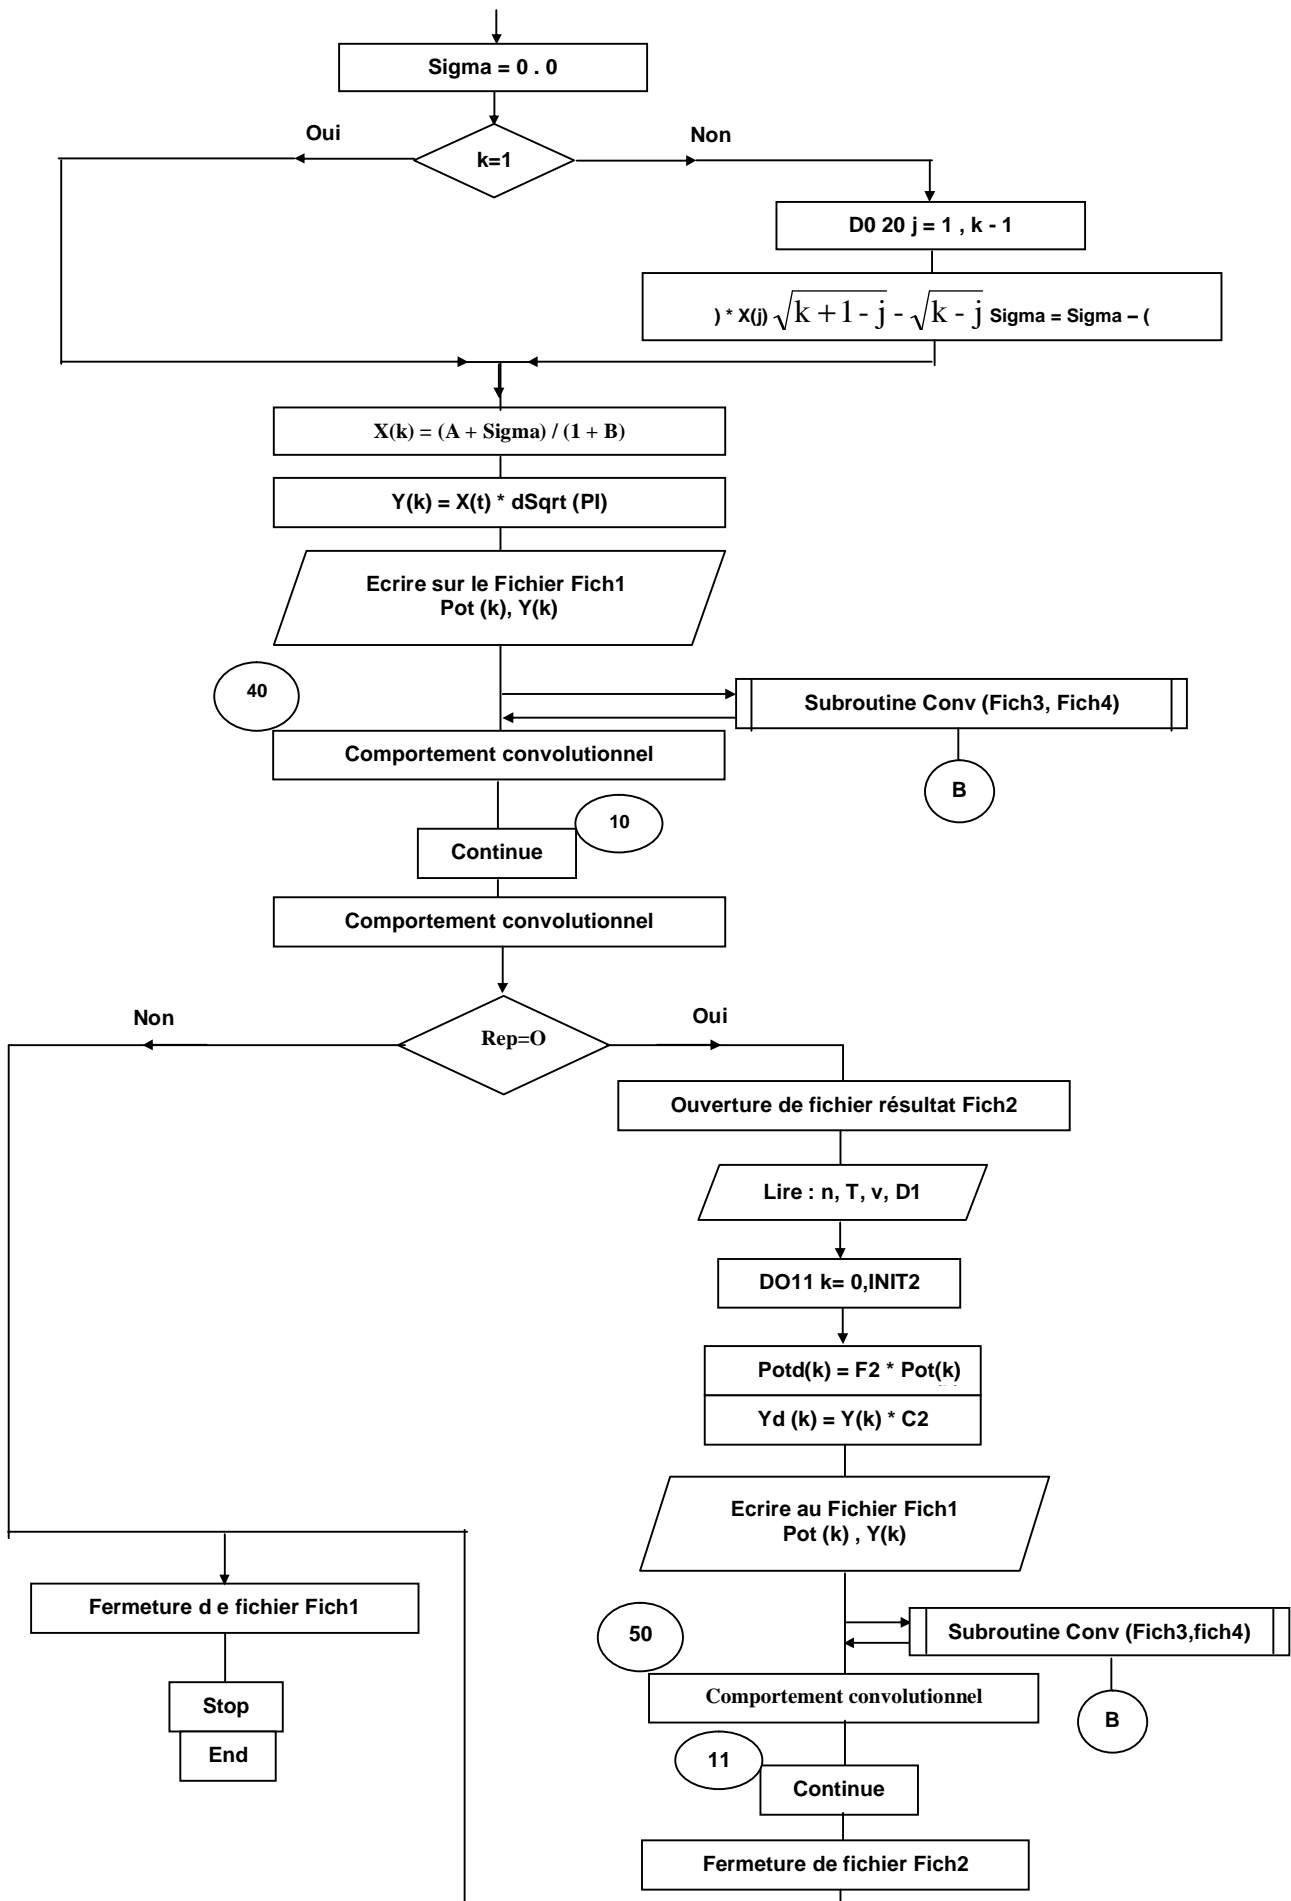 Sigma = 0 . 0
Oui
Non
k=1
D0 20 j = 1 , k - 1
) * X(j) √k + 1 - j - √k - j Sigma = Sigma – (
X(k) = (A + Sigma) / (1 + B)
Y(k) = X(t) * dSqrt (PI)
Ecrire sur le Fichier Fich1
Pot (k), Y(k)
40
Subroutine Conv (Fich3, Fich4)
Comportement convolutionnel
B
10
Continue
Comportement convolutionnel
Non
Oui
Rep=O
Ouverture de fichier résultat Fich2
Lire : n, T, v, D1
DO11 k= 0,INIT2
Potd(k) = F2 * Pot(k)
Yd (k) = Y(k) * C2
Ecrire au Fichier Fich1
Pot (k) , Y(k)
Fermeture d e fichier Fich1
50
Subroutine Conv (Fich3,fich4)
Stop
Comportement convolutionnel
B
End
11
Continue
Fermeture de fichier Fich2